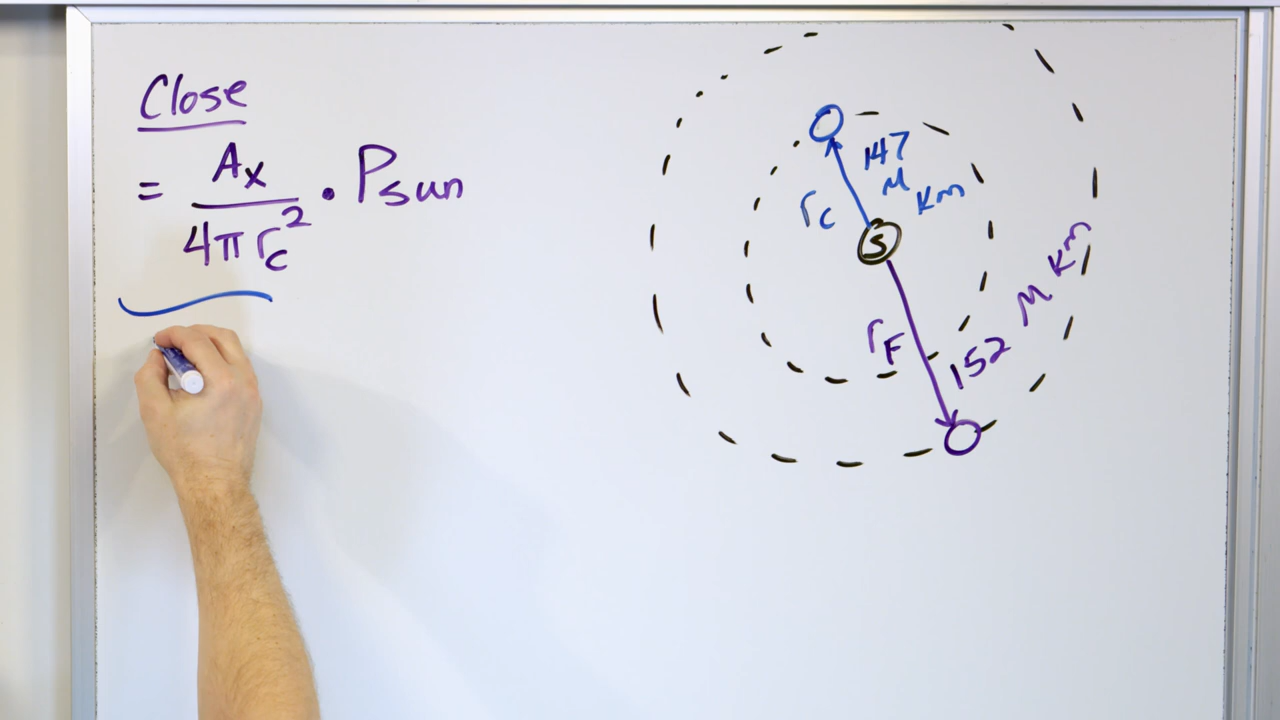 Close
= Ax / 4π rc² • Psun
147
M
Km
rc
S
rF
152 M Km